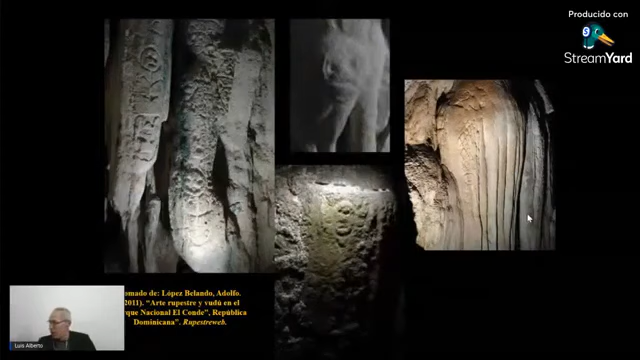 Producido con
StreamYard
omado de: López Belando, Adolfo.
2011). "Arte rupestre y vudú en el
rque Nacional El Conde", República
Dominicana". Rupestreweb.
Luis Alberto